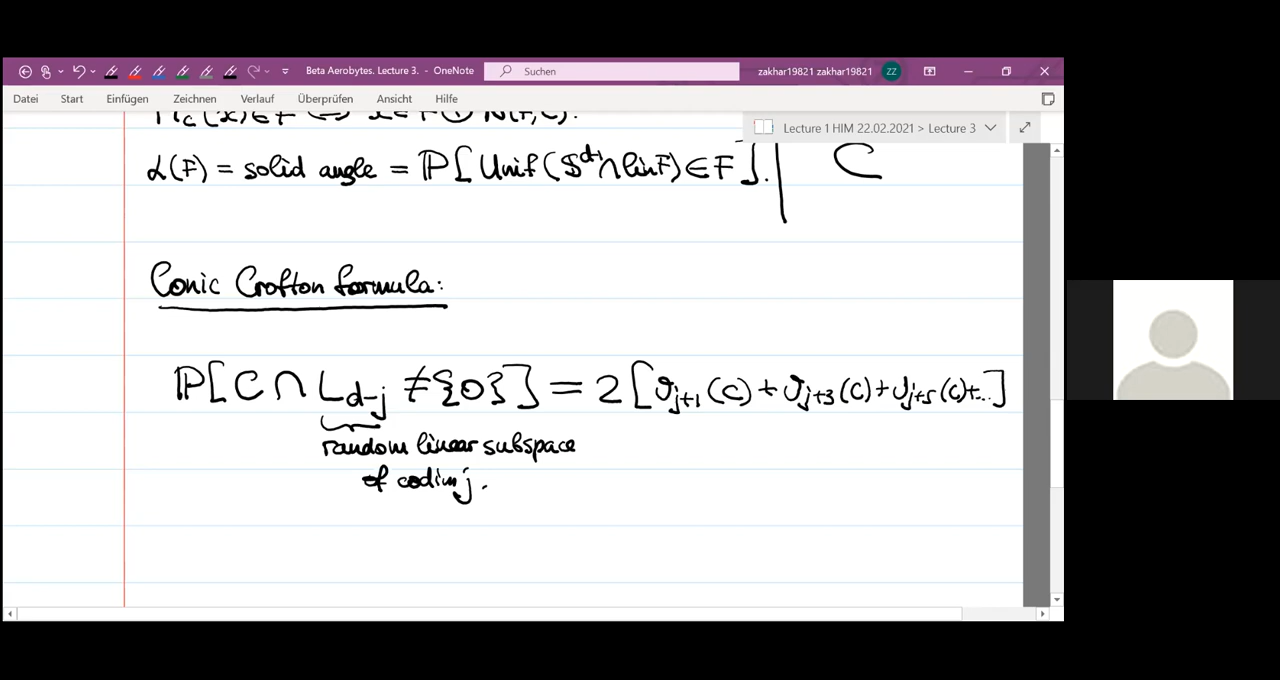 Beta Aerobytes. Lecture 3. - OneNote
Suchen
zakhar19821 zakhar19821
ZZ
Datei Start Einfügen Zeichnen Verlauf Überprüfen Ansicht Hilfe
Lecture 1 HIM 22.02.2021 > Lecture 3
α(F) = solid angle = ℙ[Unif(𝕊^{d-1} ∩ lin F) ∈ F].
C
Conic Crofton formula:
ℙ[C ∩ L_{d-j} ≠ {0}] = 2[υ_{j+1}(C) + υ_{j+3}(C) + υ_{j+5}(C) + ...]
random linear subspace
of codim j.